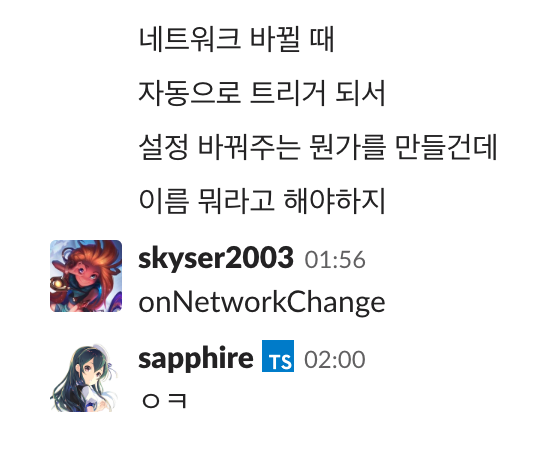 네트워크 바뀔 때
자동으로 트리거 되서
설정 바꿔주는 뭔가를 만들건데
이름 뭐라고 해야하지
skyser2003 01:56
onNetworkChange
sapphire TS 02:00
ㅇㅋ